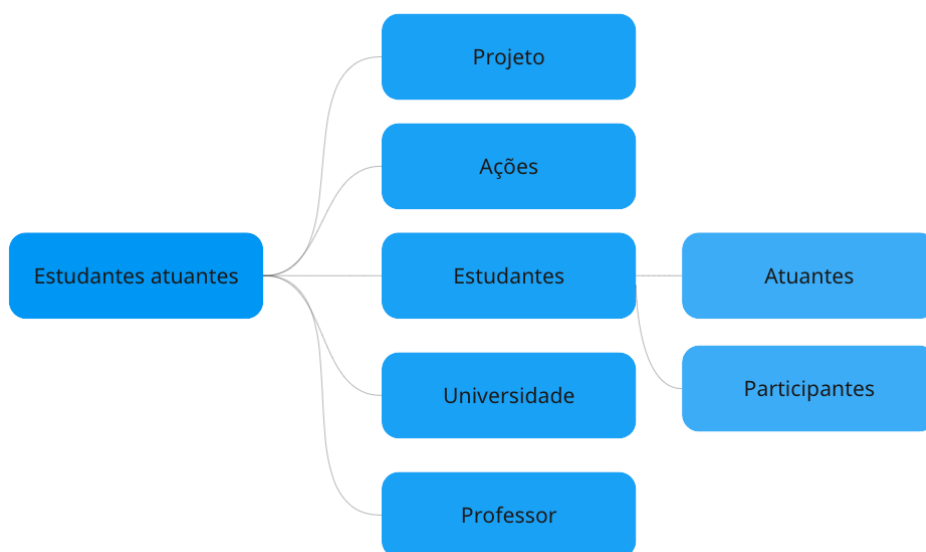 Projeto
Ações
Estudantes atuantes
Estudantes
Atuantes
Participantes
Universidade
Professor